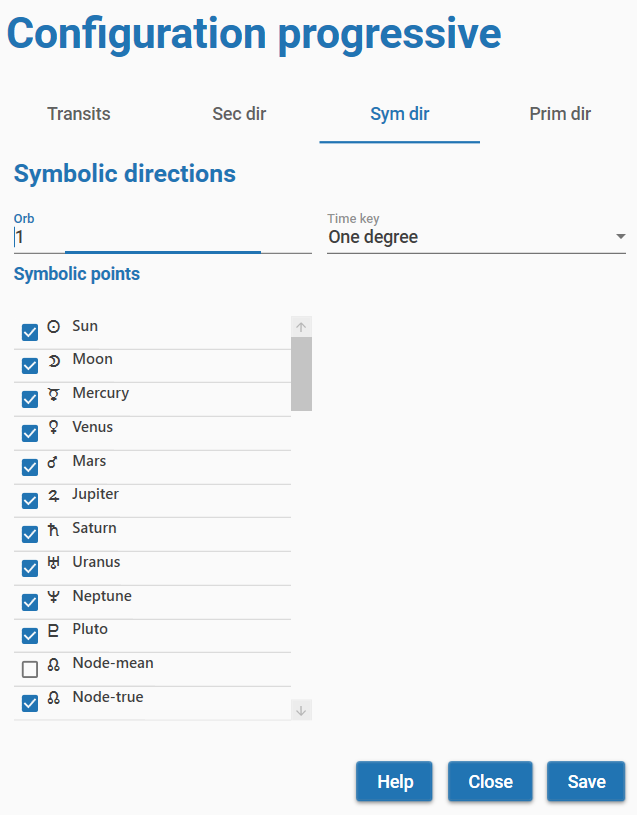 Configuration progressive
Transits Sec dir Sym dir Prim dir
Symbolic directions
Orb Time key
1 One degree
Symbolic points
☉ Sun
☽ Moon
☿ Mercury
♀ Venus
♂ Mars
♃ Jupiter
♄ Saturn
♅ Uranus
♆ Neptune
♇ Pluto
☊ Node-mean
☊ Node-true
Help Close Save